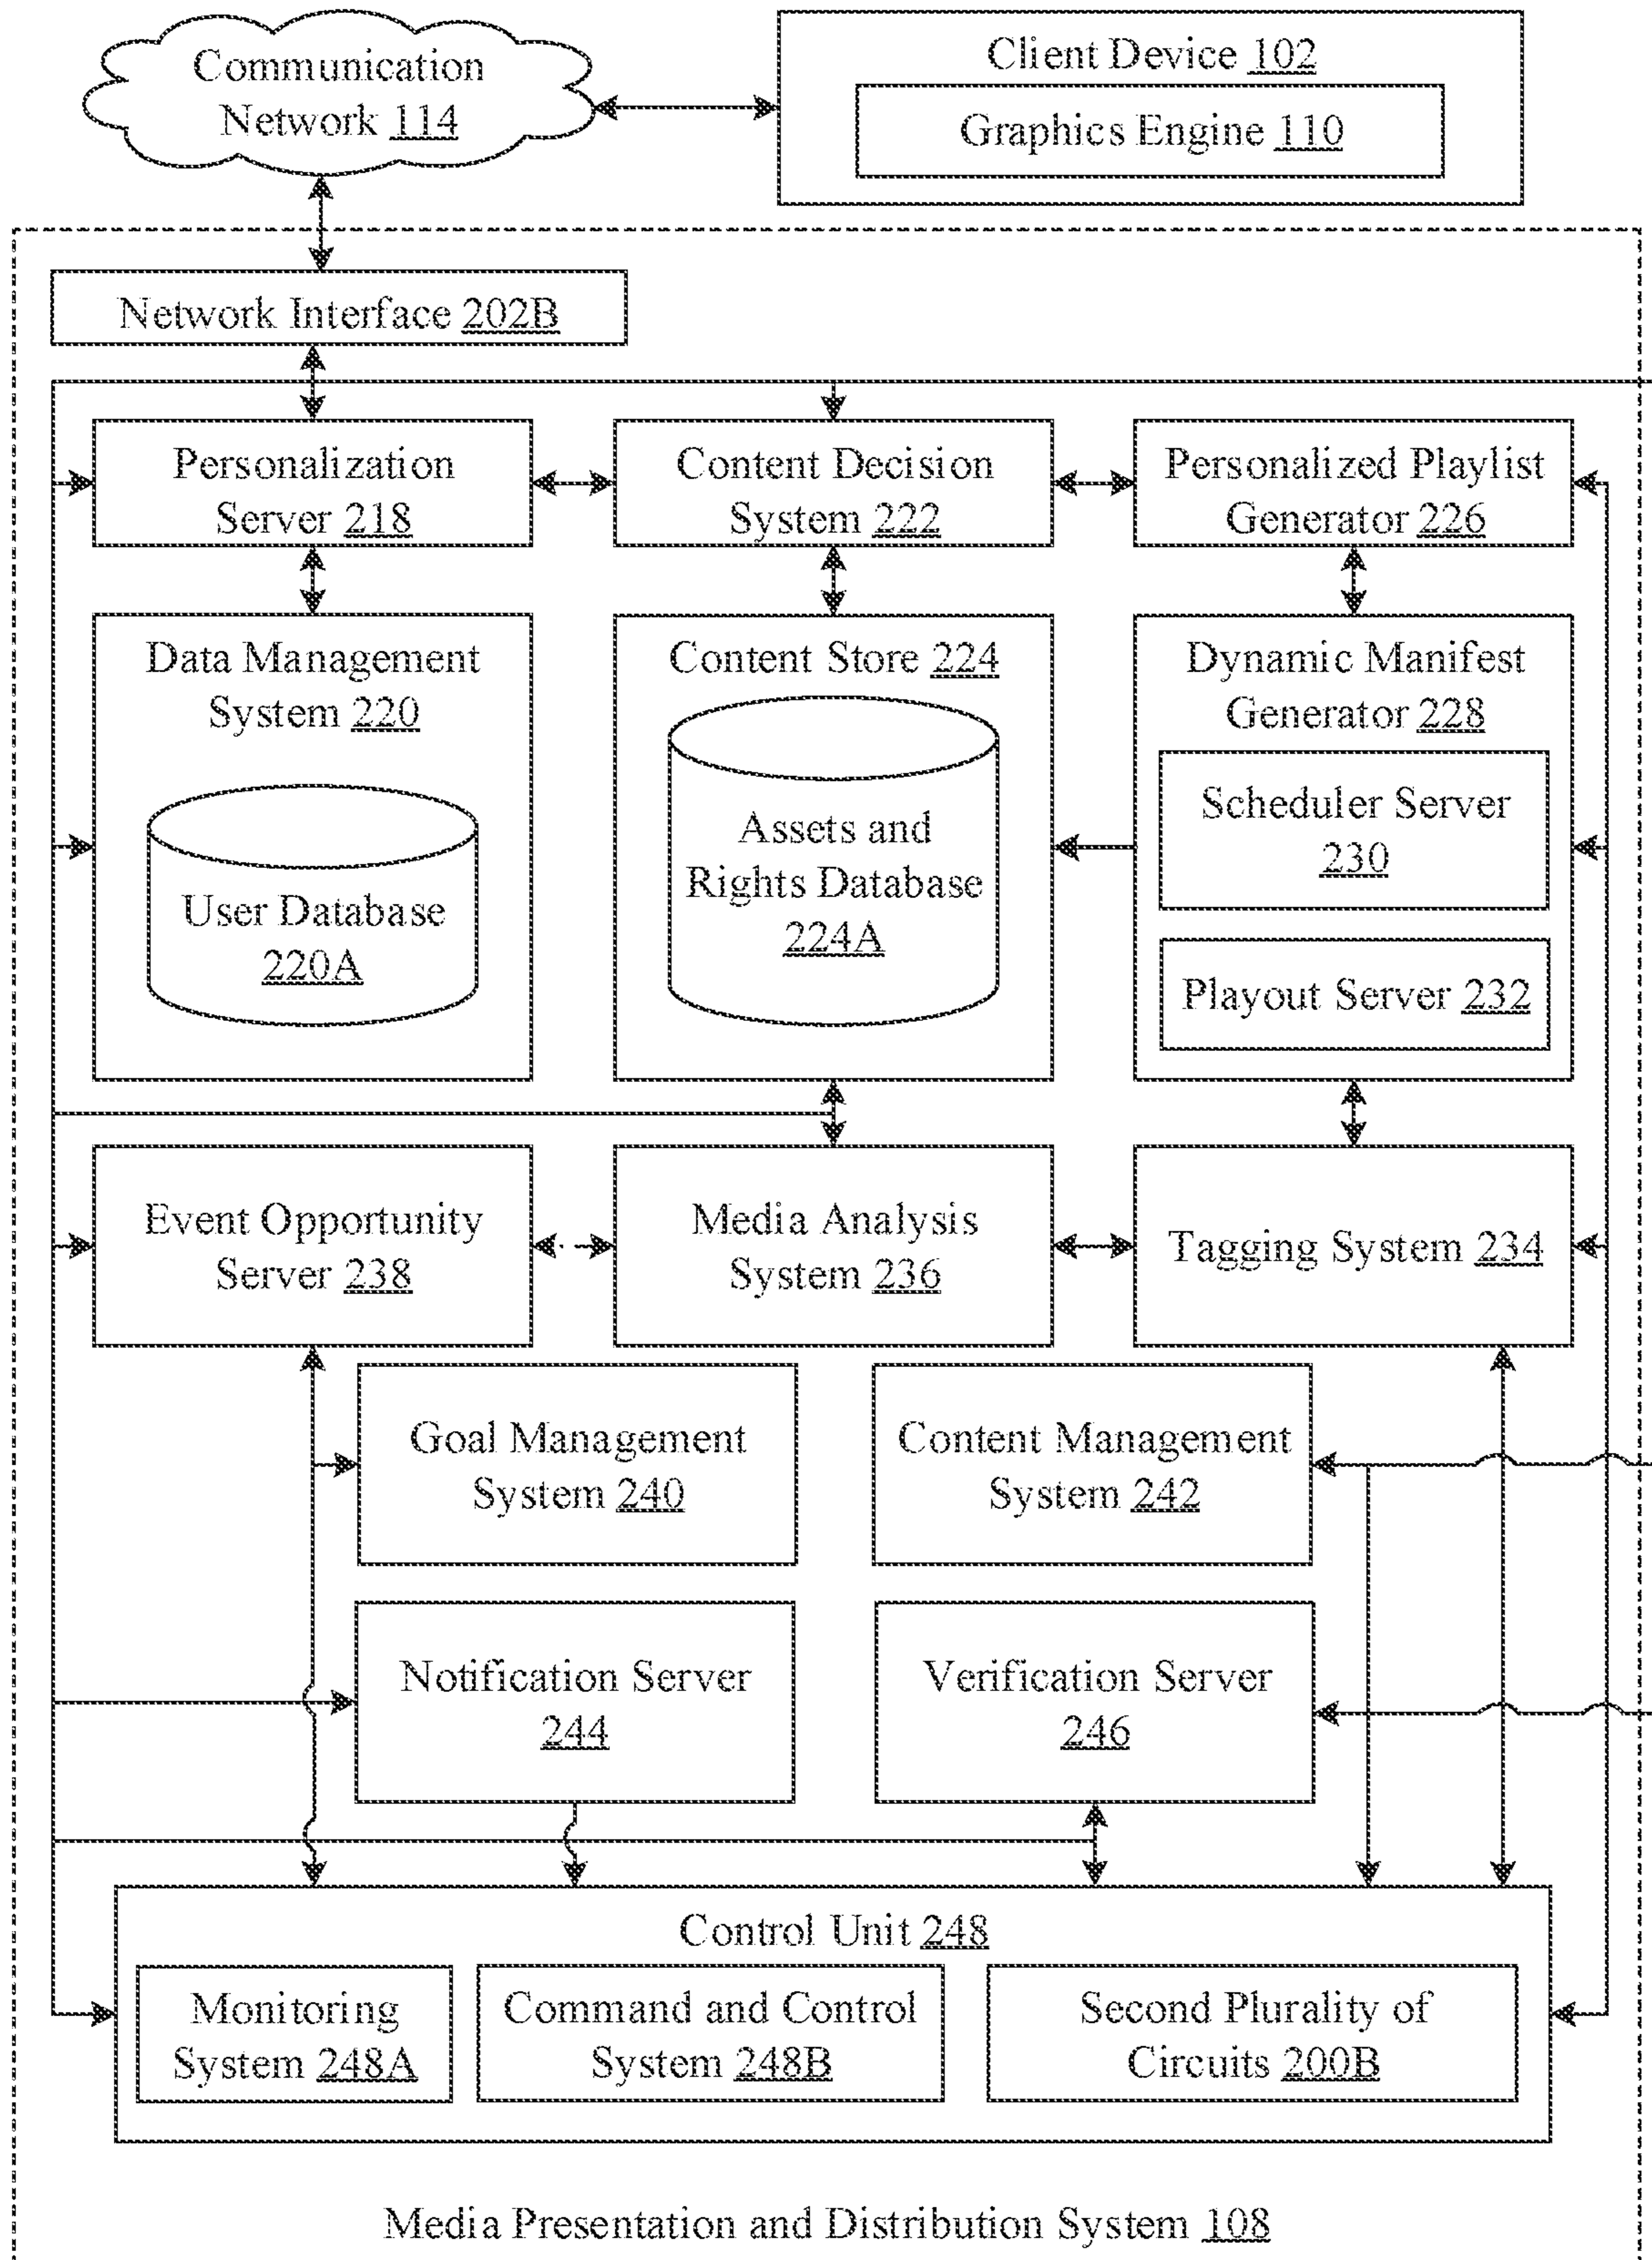 Communication
Network 114
Client Device 102
Graphics Engine 110
Network Interface 202B
Personalization
Server 218
Content Decision
System 222
Personalized Playlist
Generator 226
Data Management
System 220
User Database
220A
Content Store 224
Assets and
Rights Database
224A
Dynamic Manifest
Generator 228
Scheduler Server
230
Playout Server 232
Event Opportunity
Server 238
Media Analysis
System 236
Tagging System 234
Goal Management
System 240
Content Management
System 242
Notification Server
244
Verification Server
246
Control Unit 248
Monitoring
System 248A
Command and Control
System 248B
Second Plurality of
Circuits 200B
Media Presentation and Distribution System 108